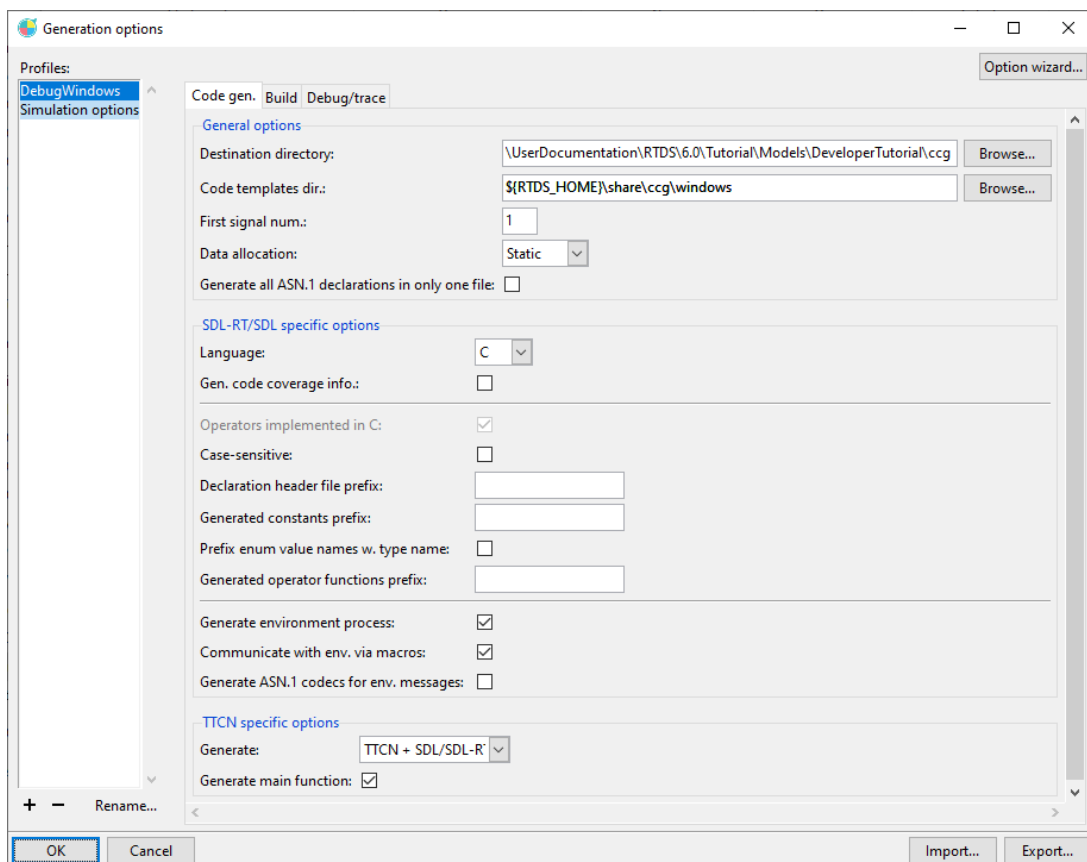 Generation options
Profiles:
Option wizard...
DebugWindows
Simulation options
Code gen. Build Debug/trace
General options
Destination directory: \UserDocumentation\RTDS\6.0\Tutorial\Models\DeveloperTutorial\ccg Browse...
Code templates dir.: ${RTDS_HOME}\share\ccg\windows Browse...
First signal num.: 1
Data allocation: Static
Generate all ASN.1 declarations in only one file:
SDL-RT/SDL specific options
Language: C
Gen. code coverage info.:
Operators implemented in C:
Case-sensitive:
Declaration header file prefix:
Generated constants prefix:
Prefix enum value names w. type name:
Generated operator functions prefix:
Generate environment process:
Communicate with env. via macros:
Generate ASN.1 codecs for env. messages:
TTCN specific options
Generate: TTCN + SDL/SDL-RT
Generate main function:
+ − Rename...
OK Cancel Import... Export...